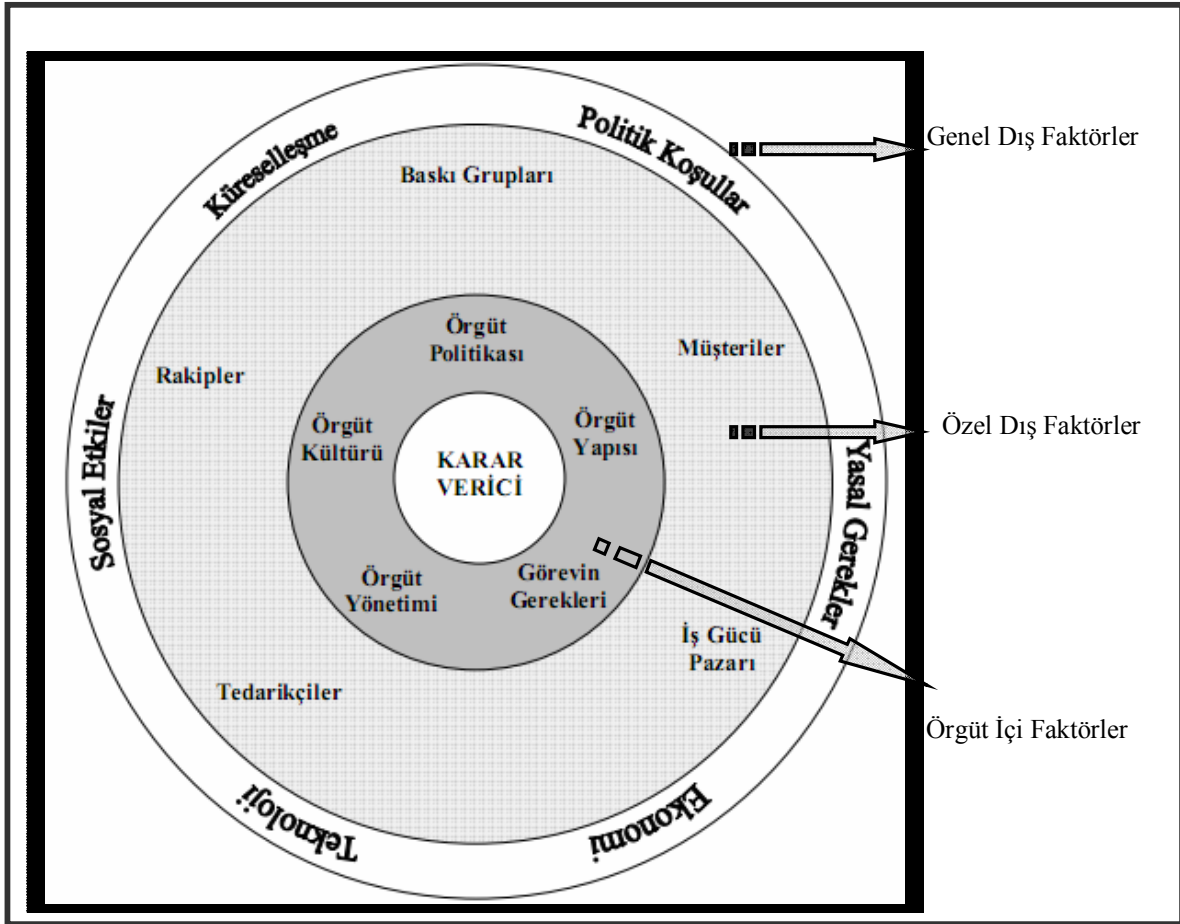 Küreselleşme
Politik Koşullar
Genel Dış Faktörler
Baskı Grupları
Örgüt
Politikası
Müşteriler
Rakipler
Örgüt
Kültürü
Örgüt
Yapısı
Özel Dış Faktörler
KARAR
VERİCİ
Sosyal Etkiler
Yasal Gerekler
Örgüt
Yönetimi
Görevin
Gerekleri
İş Gücü
Pazarı
Tedarikçiler
Örgüt İçi Faktörler
Teknoloji
Ekonomi